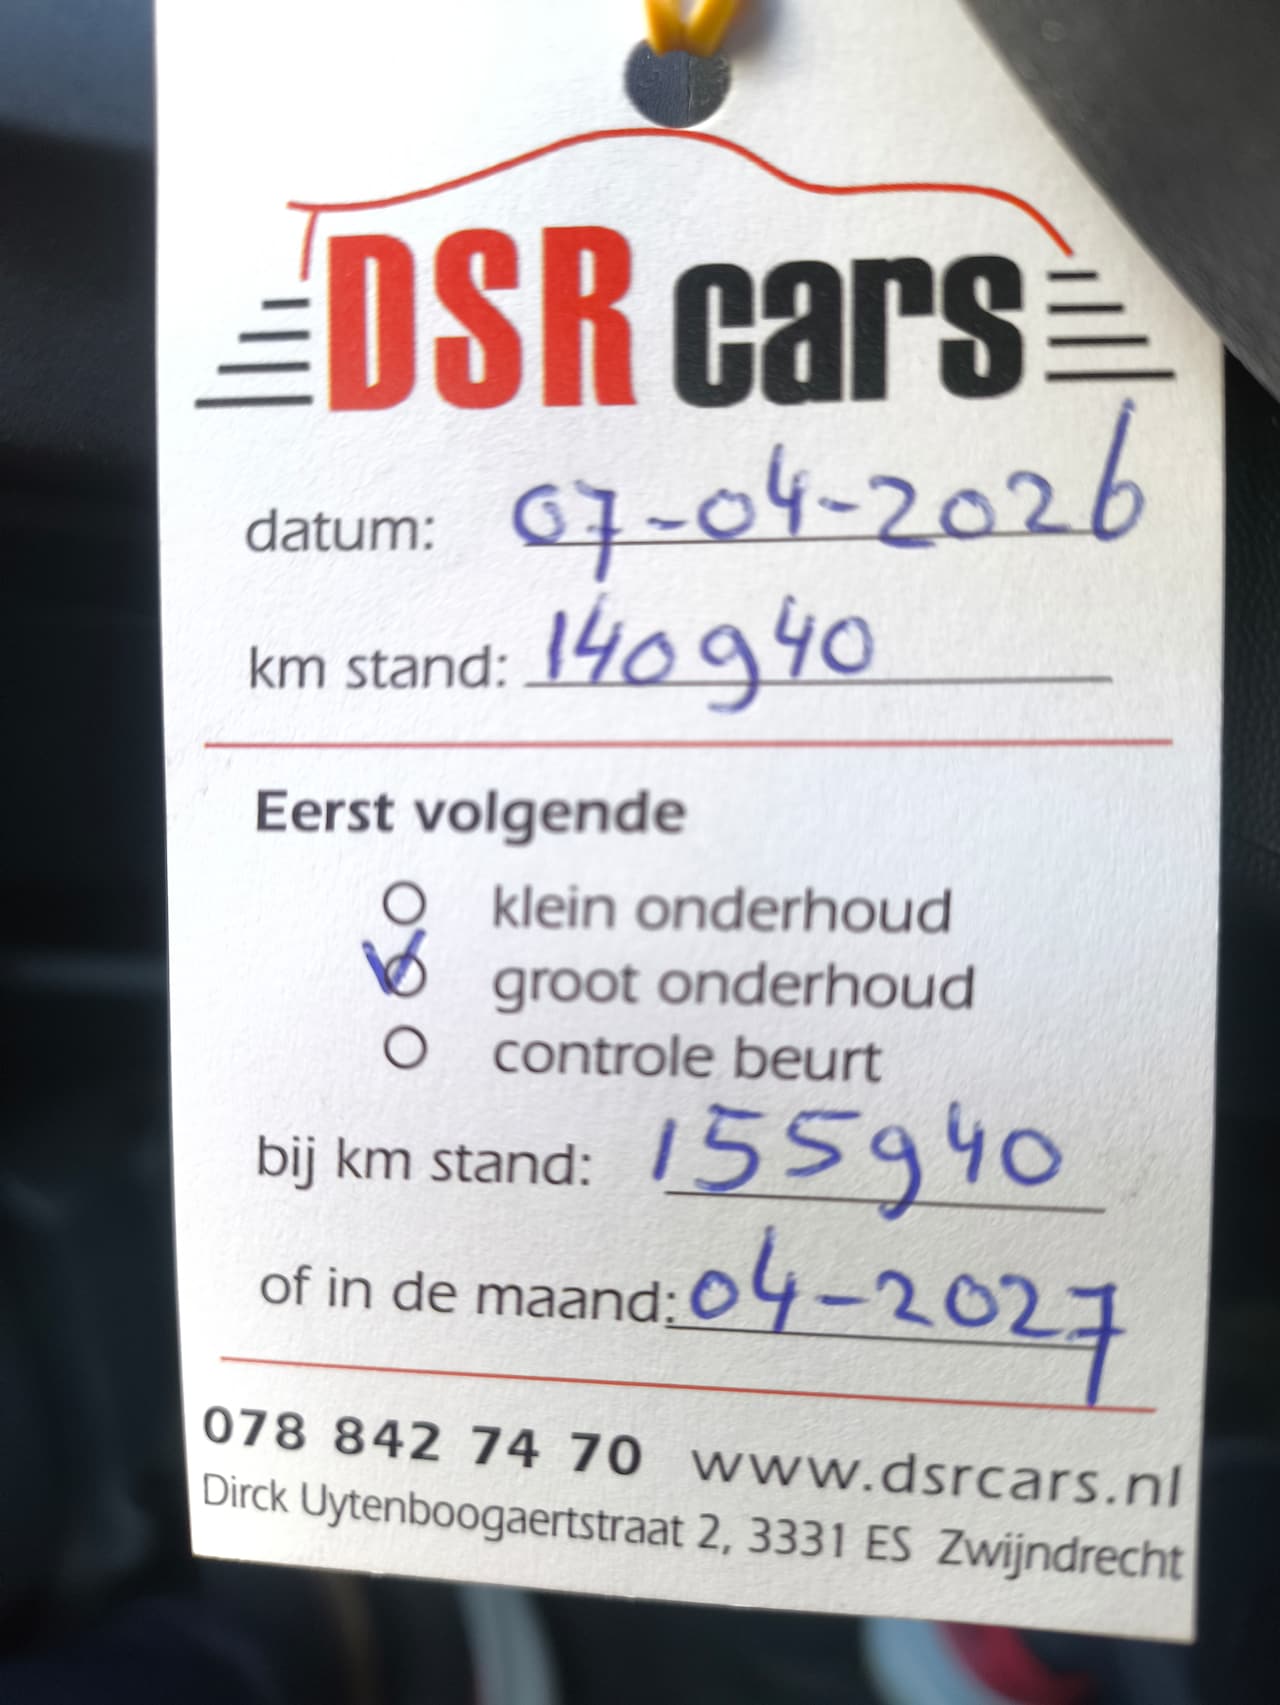 DSR cars
datum: 07-04-2026
km stand: 140940
Eerst volgende
klein onderhoud
groot onderhoud
controle beurt
bij km stand: 155940
of in de maand: 04-2027
078 842 74 70 www.dsrcars.nl
Dirck Uytenboogaertstraat 2, 3331 ES Zwijndrecht